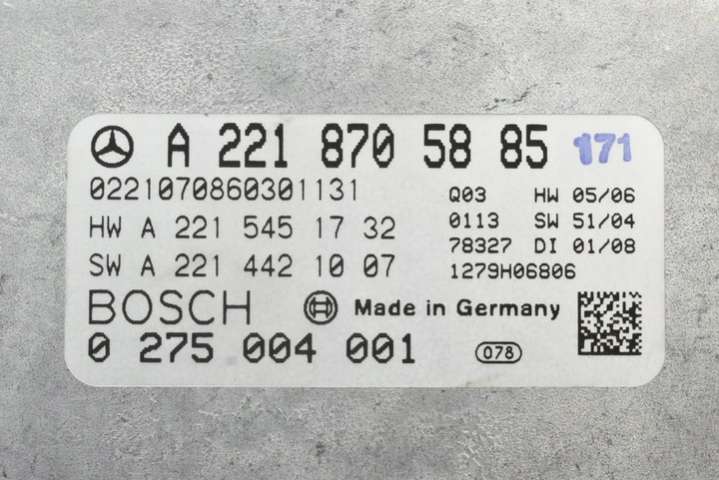 A 221 870 58 85 171
0221070860301131
Q03 HW 05/06
HW A 221 545 17 32
0113 SW 51/04
78327 DI 01/08
SW A 221 442 10 07
1279H06806
BOSCH Made in Germany
0 275 004 001
078